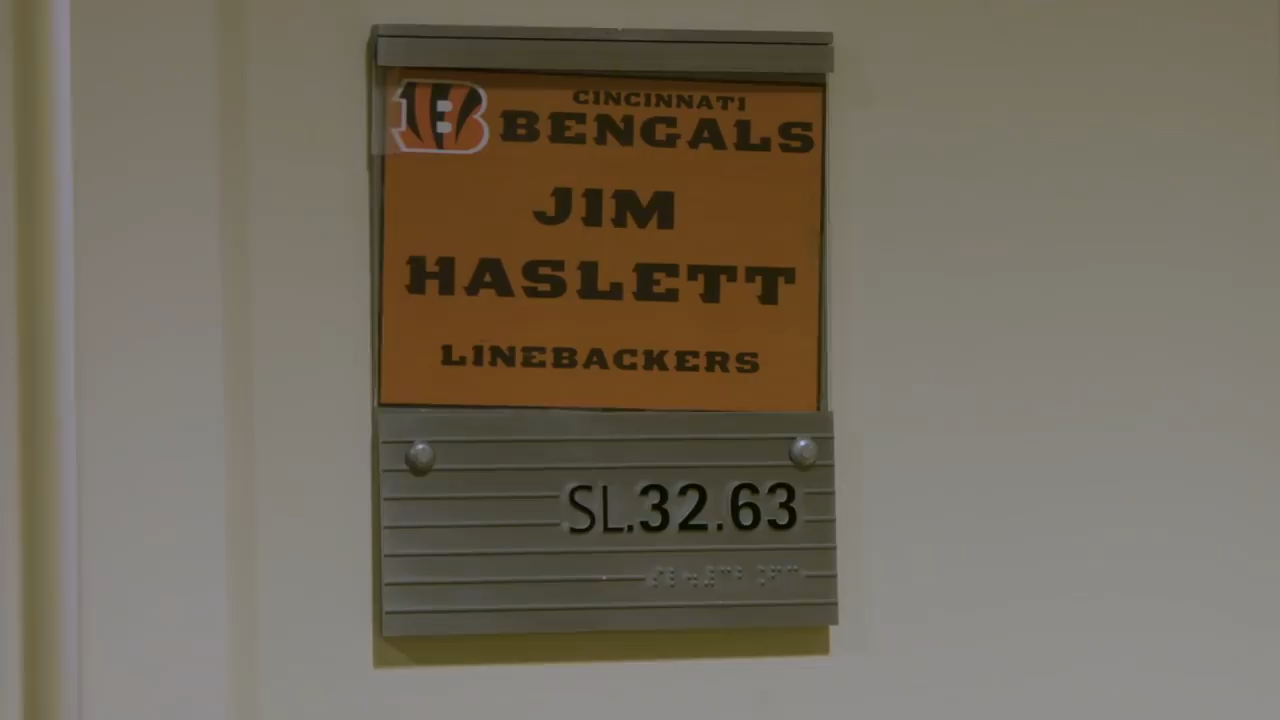 B
CINCINNATI
BENGALS
JIM
HASLETT
LINEBACKERS
SL.32.63